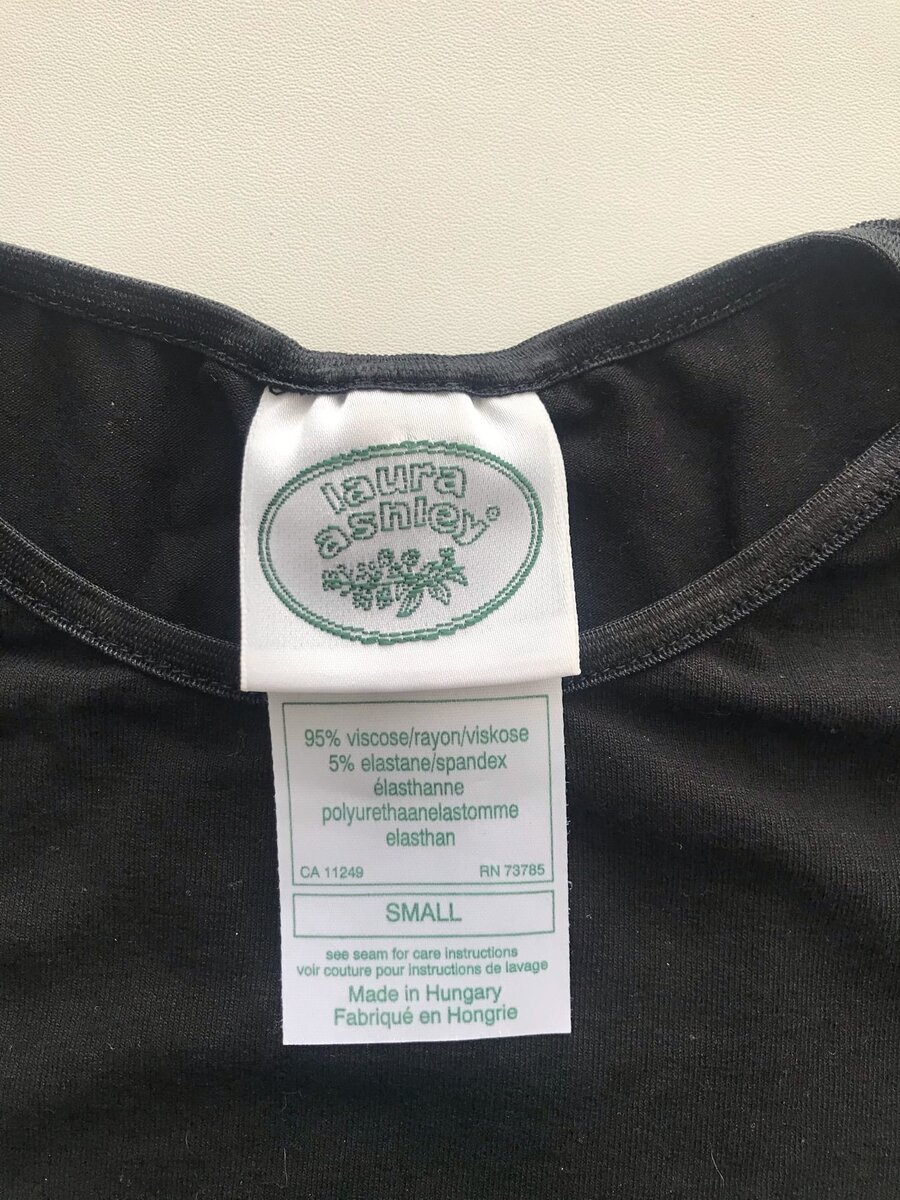 laura
ashley®
95% viscose/rayon/viskose
5% elastane/spandex
élasthanne
polyurethaanelastomme
elasthan
CA 11249 RN 73785
SMALL
see seam for care instructions
voir couture pour instructions de lavage
Made in Hungary
Fabriqué en Hongrie